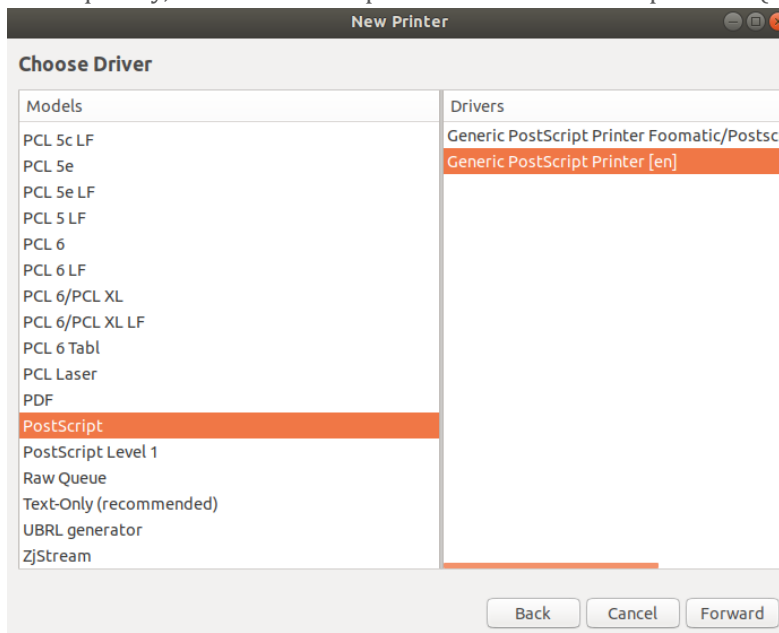 New Printer
Choose Driver
Models
Drivers
PCL 5c LF
PCL 5e
PCL 5e LF
PCL 5 LF
PCL 6
PCL 6 LF
PCL 6/PCL XL
PCL 6/PCL XL LF
PCL 6 Tabl
PCL Laser
PDF
PostScript
PostScript Level 1
Raw Queue
Text-Only (recommended)
UBRL generator
ZjStream
Generic PostScript Printer Foomatic/Postsc
Generic PostScript Printer [en]
Back
Cancel
Forward